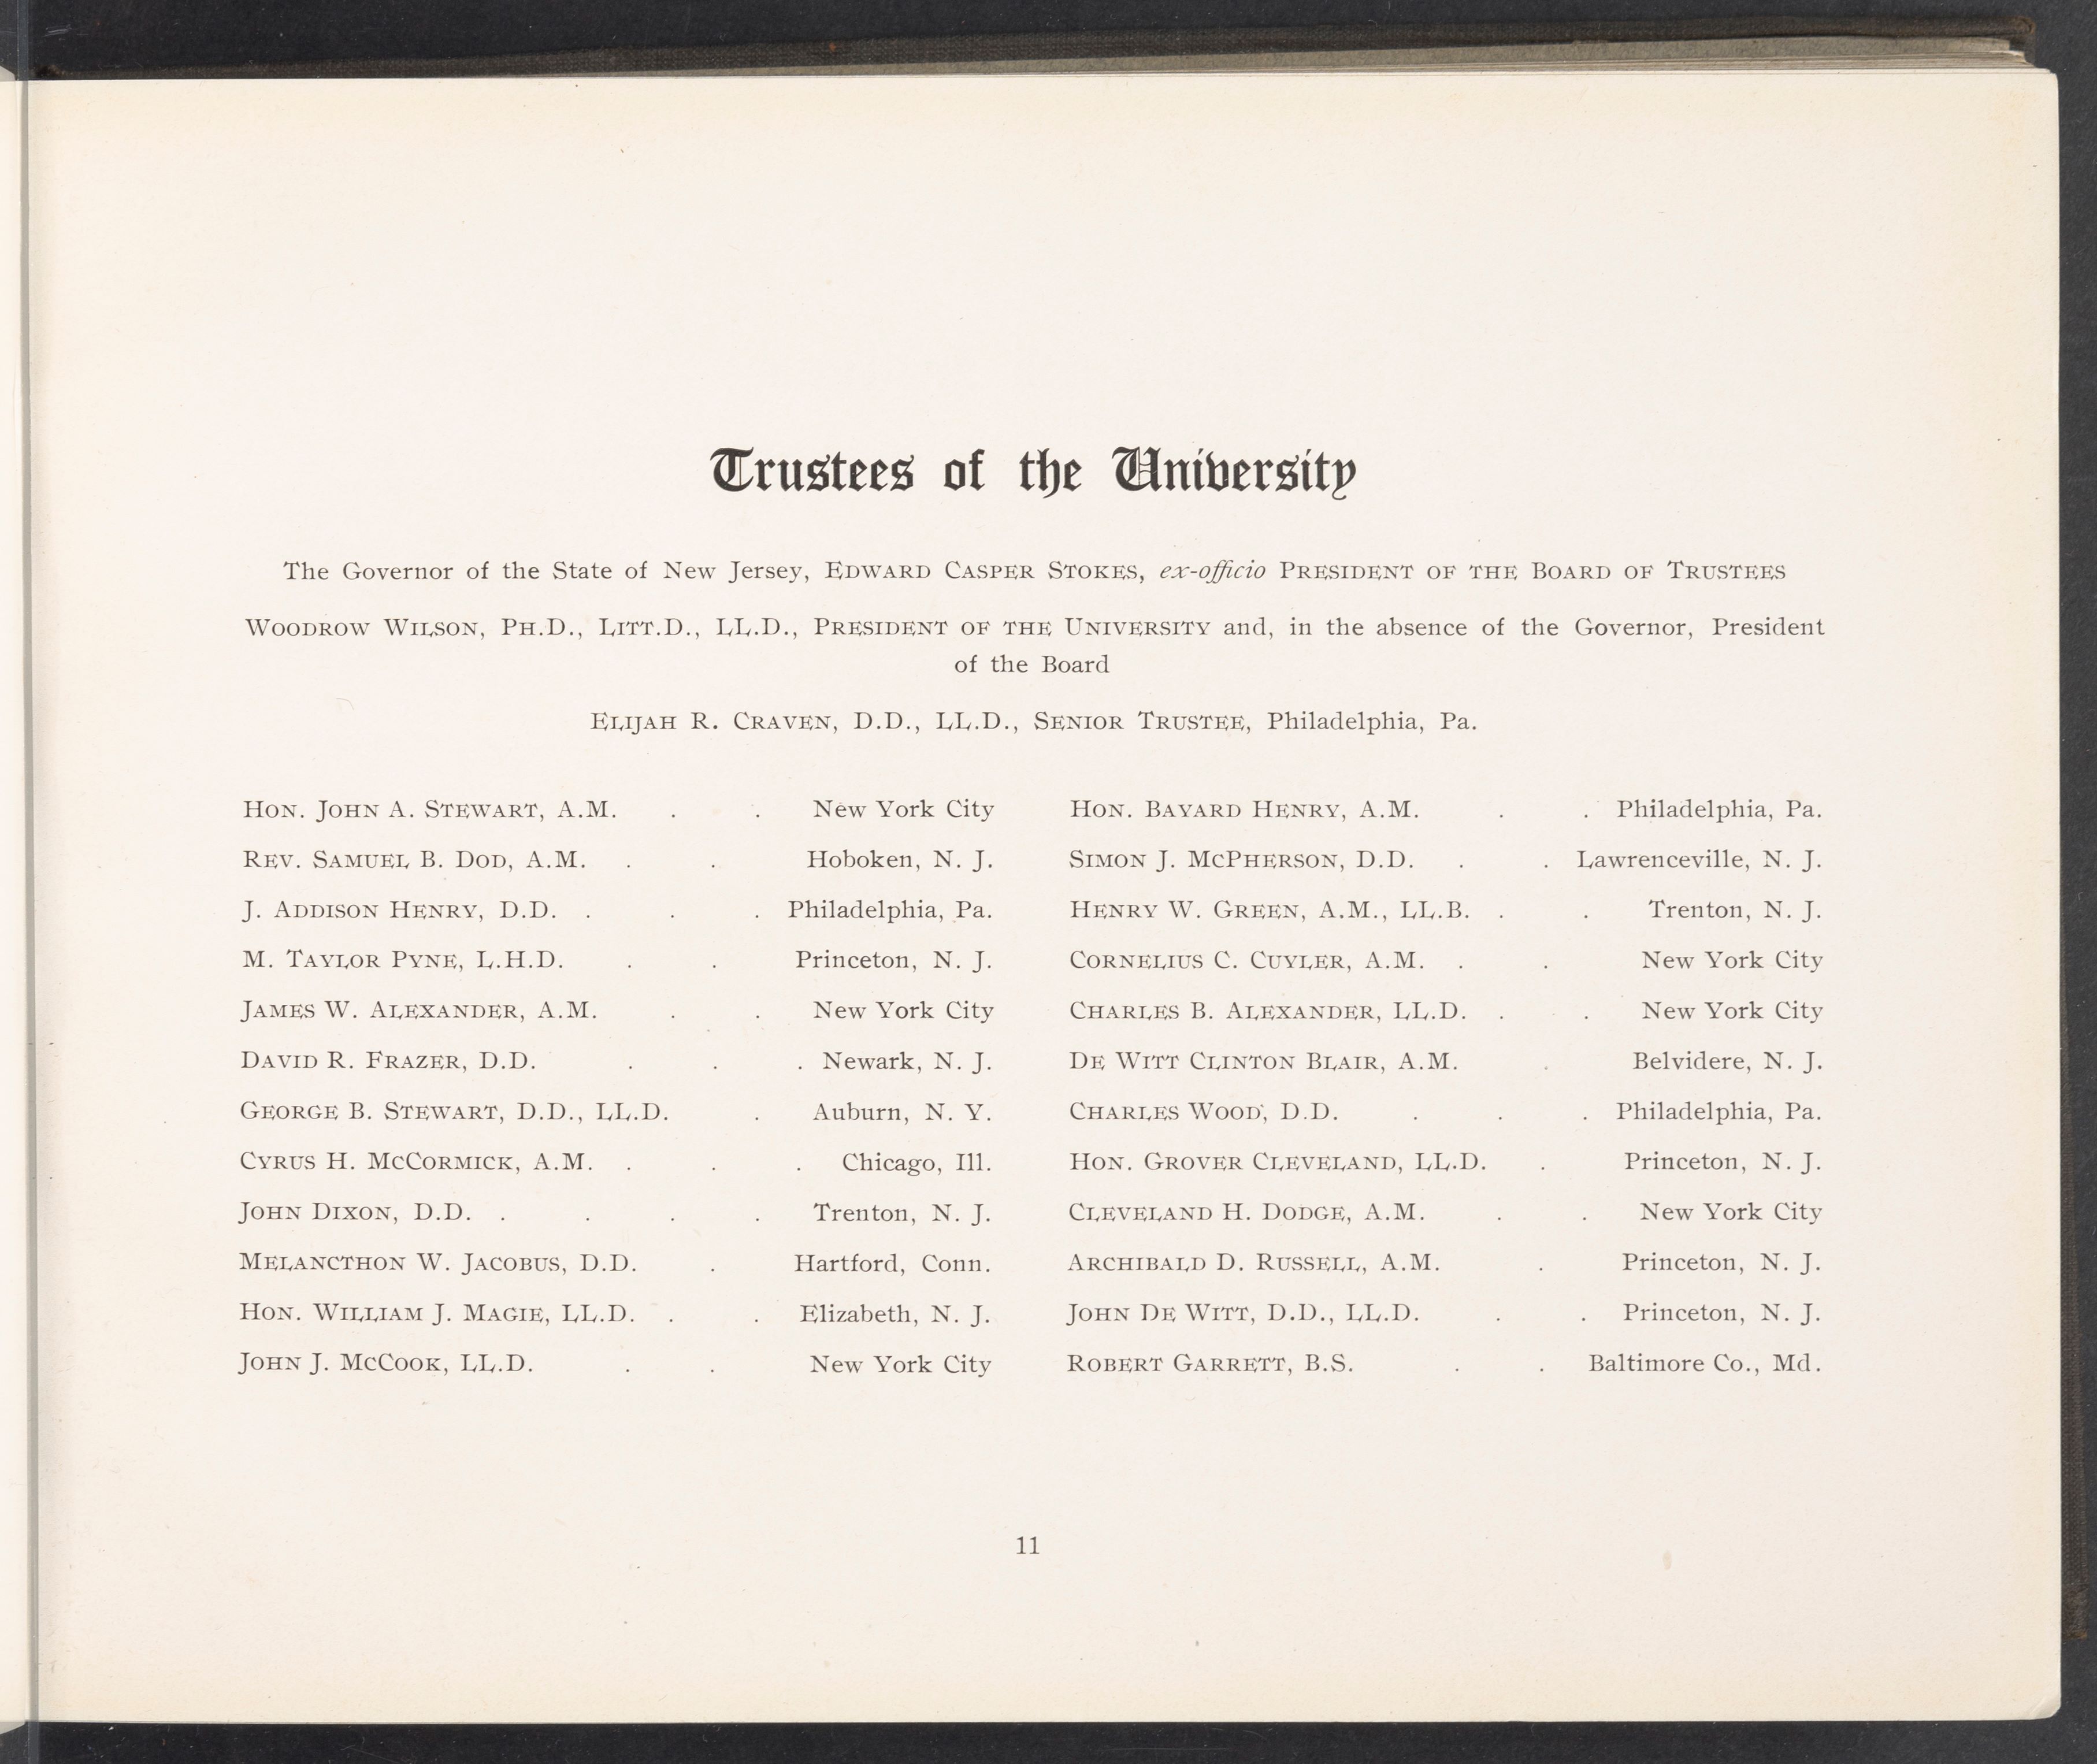 Trustees of the University
The Governor of the State of New Jersey, EDWARD CASPER STOKES, ex-officio PRESIDENT OF THE BOARD OF TRUSTEES
WOODROW WILSON, PH.D., LITT.D., LL.D., PRESIDENT OF THE UNIVERSITY and, in the absence of the Governor, President
of the Board
ELIJAH R. CRAVEN, D.D., LL.D., SENIOR TRUSTEE, Philadelphia, Pa.
HON. JOHN A. STEWART, A.M. . . New York City
REV. SAMUEL B. DOD, A.M. . . Hoboken, N. J.
J. ADDISON HENRY, D.D. . . . Philadelphia, Pa.
M. TAYLOR PYNE, L.H.D. . . Princeton, N. J.
JAMES W. ALEXANDER, A.M. . . New York City
DAVID R. FRAZER, D.D. . . . Newark, N. J.
GEORGE B. STEWART, D.D., LL.D. . Auburn, N. Y.
CYRUS H. MCCORMICK, A.M. . . . Chicago, Ill.
JOHN DIXON, D.D. . . . . Trenton, N. J.
MELANCTHON W. JACOBUS, D.D. . Hartford, Conn.
HON. WILLIAM J. MAGIE, LL.D. . . Elizabeth, N. J.
JOHN J. MCCOOK, LL.D. . . New York City
HON. BAYARD HENRY, A.M. . . Philadelphia, Pa.
SIMON J. MCPHERSON, D.D. . . Lawrenceville, N. J.
HENRY W. GREEN, A.M., LL.B. . . Trenton, N. J.
CORNELIUS C. CUYLER, A.M. . . New York City
CHARLES B. ALEXANDER, LL.D. . . New York City
DE WITT CLINTON BLAIR, A.M. . Belvidere, N. J.
CHARLES WOOD, D.D. . . . Philadelphia, Pa.
HON. GROVER CLEVELAND, LL.D. . Princeton, N. J.
CLEVELAND H. DODGE, A.M. . . New York City
ARCHIBALD D. RUSSELL, A.M. . Princeton, N. J.
JOHN DE WITT, D.D., LL.D. . . Princeton, N. J.
ROBERT GARRETT, B.S. . . Baltimore Co., Md.
11